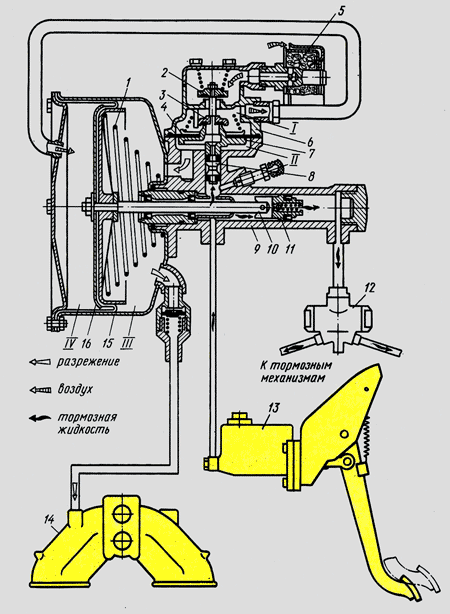 1
2
3
4
5
I
6
7
II
8
9
10
11
12
IV
16
15
III
разрежение
воздух
тормозная
жидкость
К тормозным
механизмам
13
14